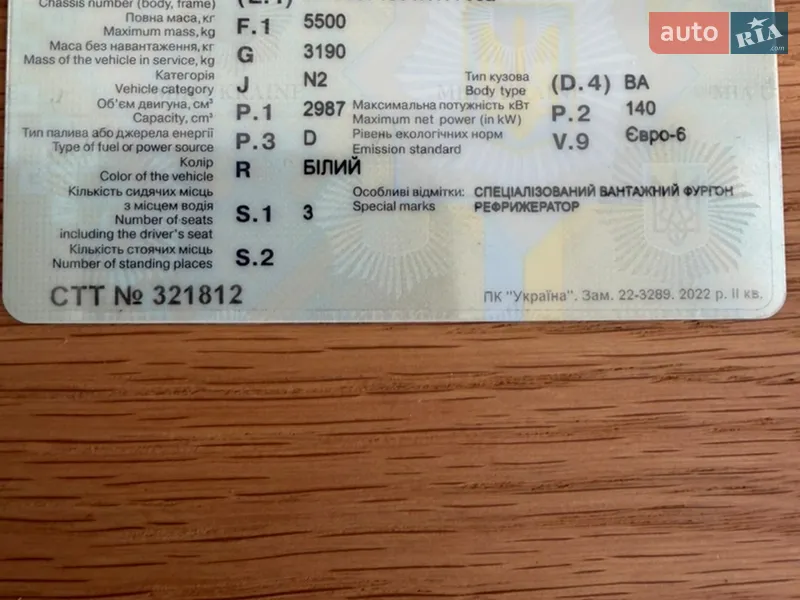 Chassis number (body, frame)
Повна маса, кг
Maximum mass, kg F.1 5500
Маса без навантаження, кг
Mass of the vehicle in service, kg G 3190
Категорія
Vehicle category J N2 Тип кузова
Body type (D.4) BA
Об'єм двигуна, см³
Capacity, cm³ P.1 2987 Максимальна потужність кВт
Maximum net power (in kW) P.2 140
Тип палива або джерела енергії
Type of fuel or power source P.3 D Рівень екологічних норм
Emission standard V.9 Євро-6
Колір
Color of the vehicle R БІЛИЙ
Кількість сидячих місць
з місцем водія
Number of seats
including the driver's seat S.1 3
Особливі відмітки: СПЕЦІАЛІЗОВАНИЙ ВАНТАЖНИЙ ФУРГОН
Special marks РЕФРИЖЕРАТОР
Кількість стоячих місць
Number of standing places S.2
СТТ № 321812
ПК "Україна". Зам. 22-3289. 2022 р. II кв.
auto RIA
.com